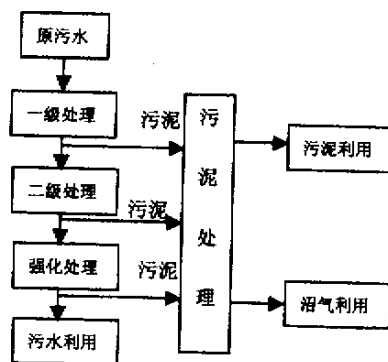 原污水
一级处理
污泥
污泥处理
污泥利用
二级处理
污泥
强化处理
污泥
沼气利用
污水利用